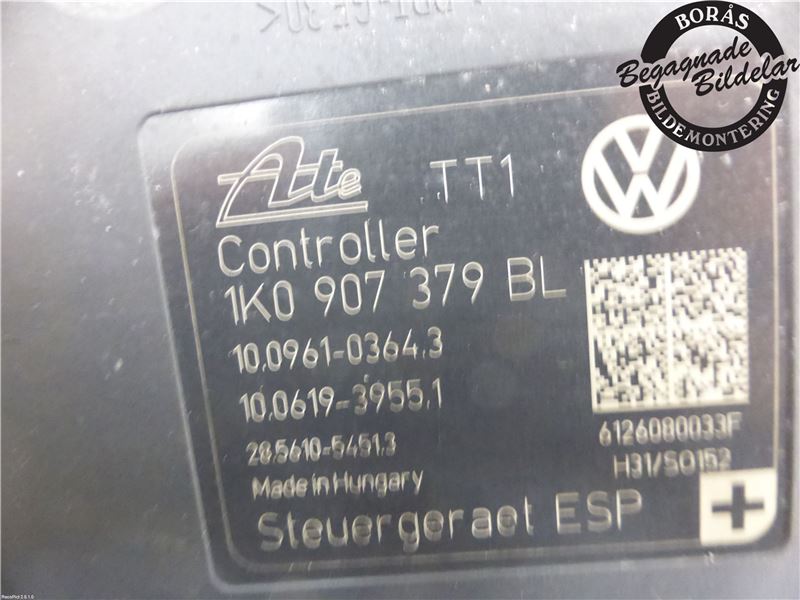 BORÅS
Begagnade
Bildelar
BILDEMONTERING
Ate TT1
Controller
1K0 907 379 BL
10.0961-0364.3
10.0619-3955.1
28.5610-5451.3
6126080033F
H31/S0152
Made in Hungary
Steuergeraet ESP